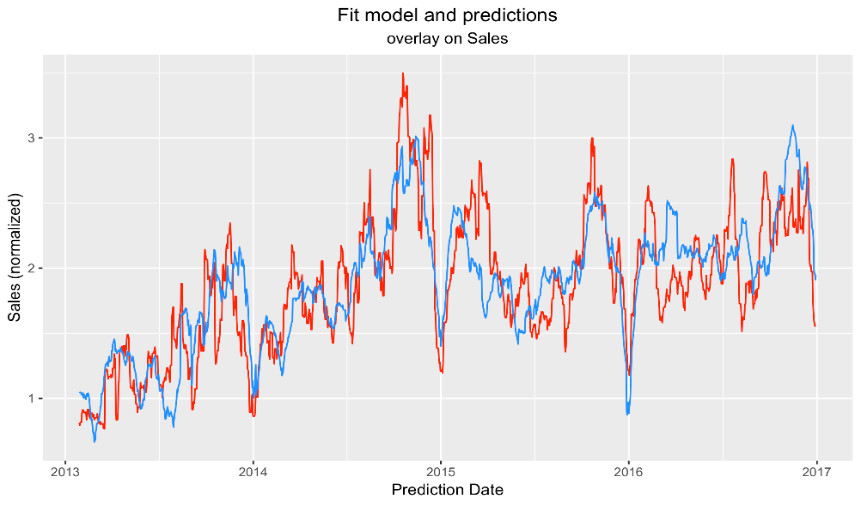 Fit model and predictions
overlay on Sales
Sales (normalized)
3
2
1
2013 2014 2015 2016 2017
Prediction Date